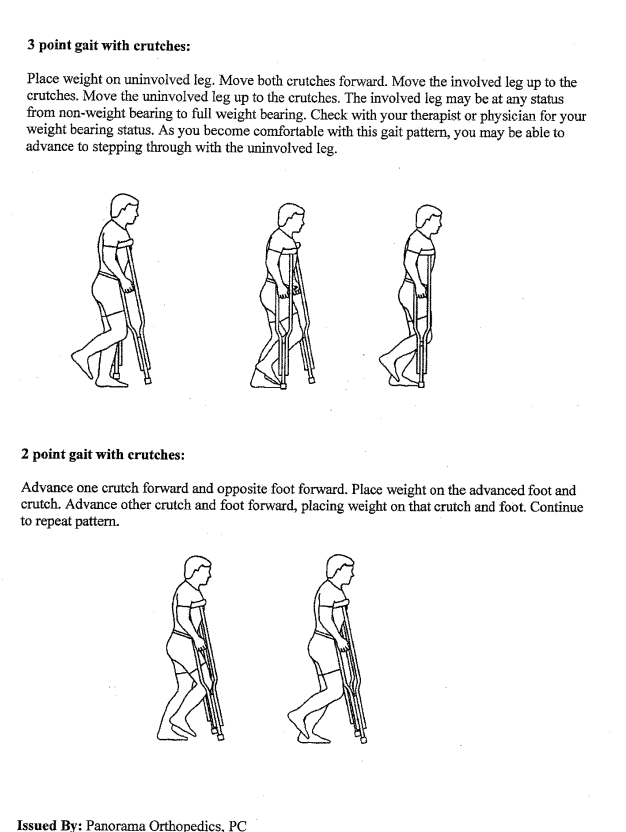 3 point gait with crutches:
Place weight on uninvolved leg. Move both crutches forward. Move the involved leg up to the
crutches. Move the uninvolved leg up to the crutches. The involved leg may be at any status
from non-weight bearing to full weight bearing. Check with your therapist or physician for your
weight bearing status. As you become comfortable with this gait pattern, you may be able to
advance to stepping through with the uninvolved leg.
2 point gait with crutches:
Advance one crutch forward and opposite foot forward. Place weight on the advanced foot and
crutch. Advance other crutch and foot forward, placing weight on that crutch and foot. Continue
to repeat pattern.
Issued By: Panorama Orthopedics, PC